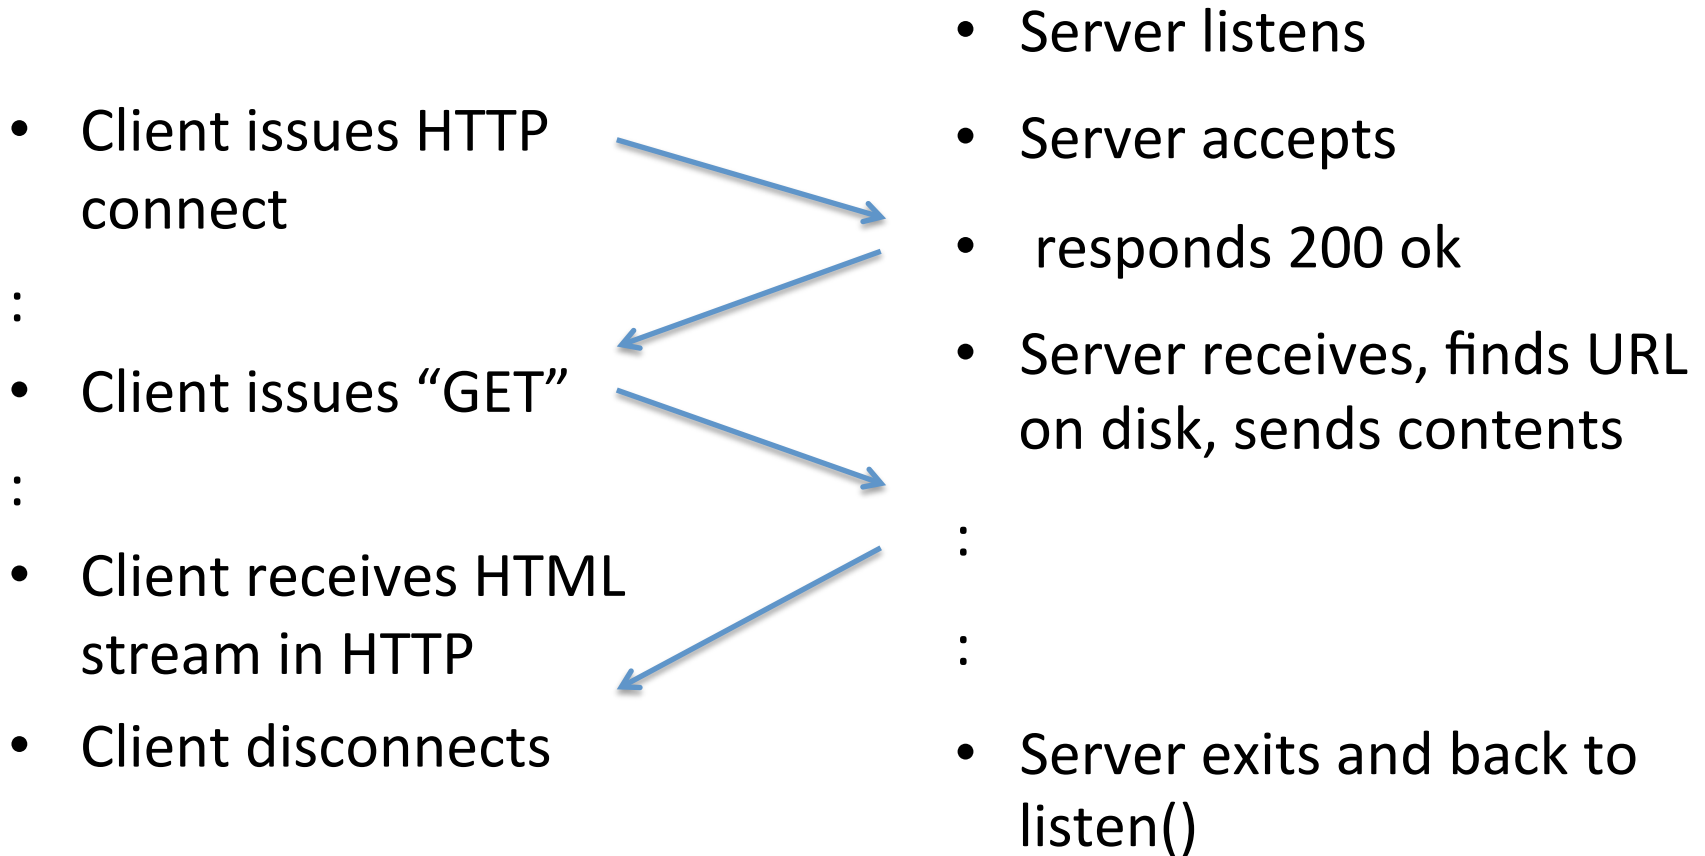 • Client issues HTTP
connect
:
• Client issues “GET”
:
• Client receives HTML
stream in HTTP
• Client disconnects
• Server listens
• Server accepts
• responds 200 ok
• Server receives, finds URL
on disk, sends contents
:
:
• Server exits and back to
listen()